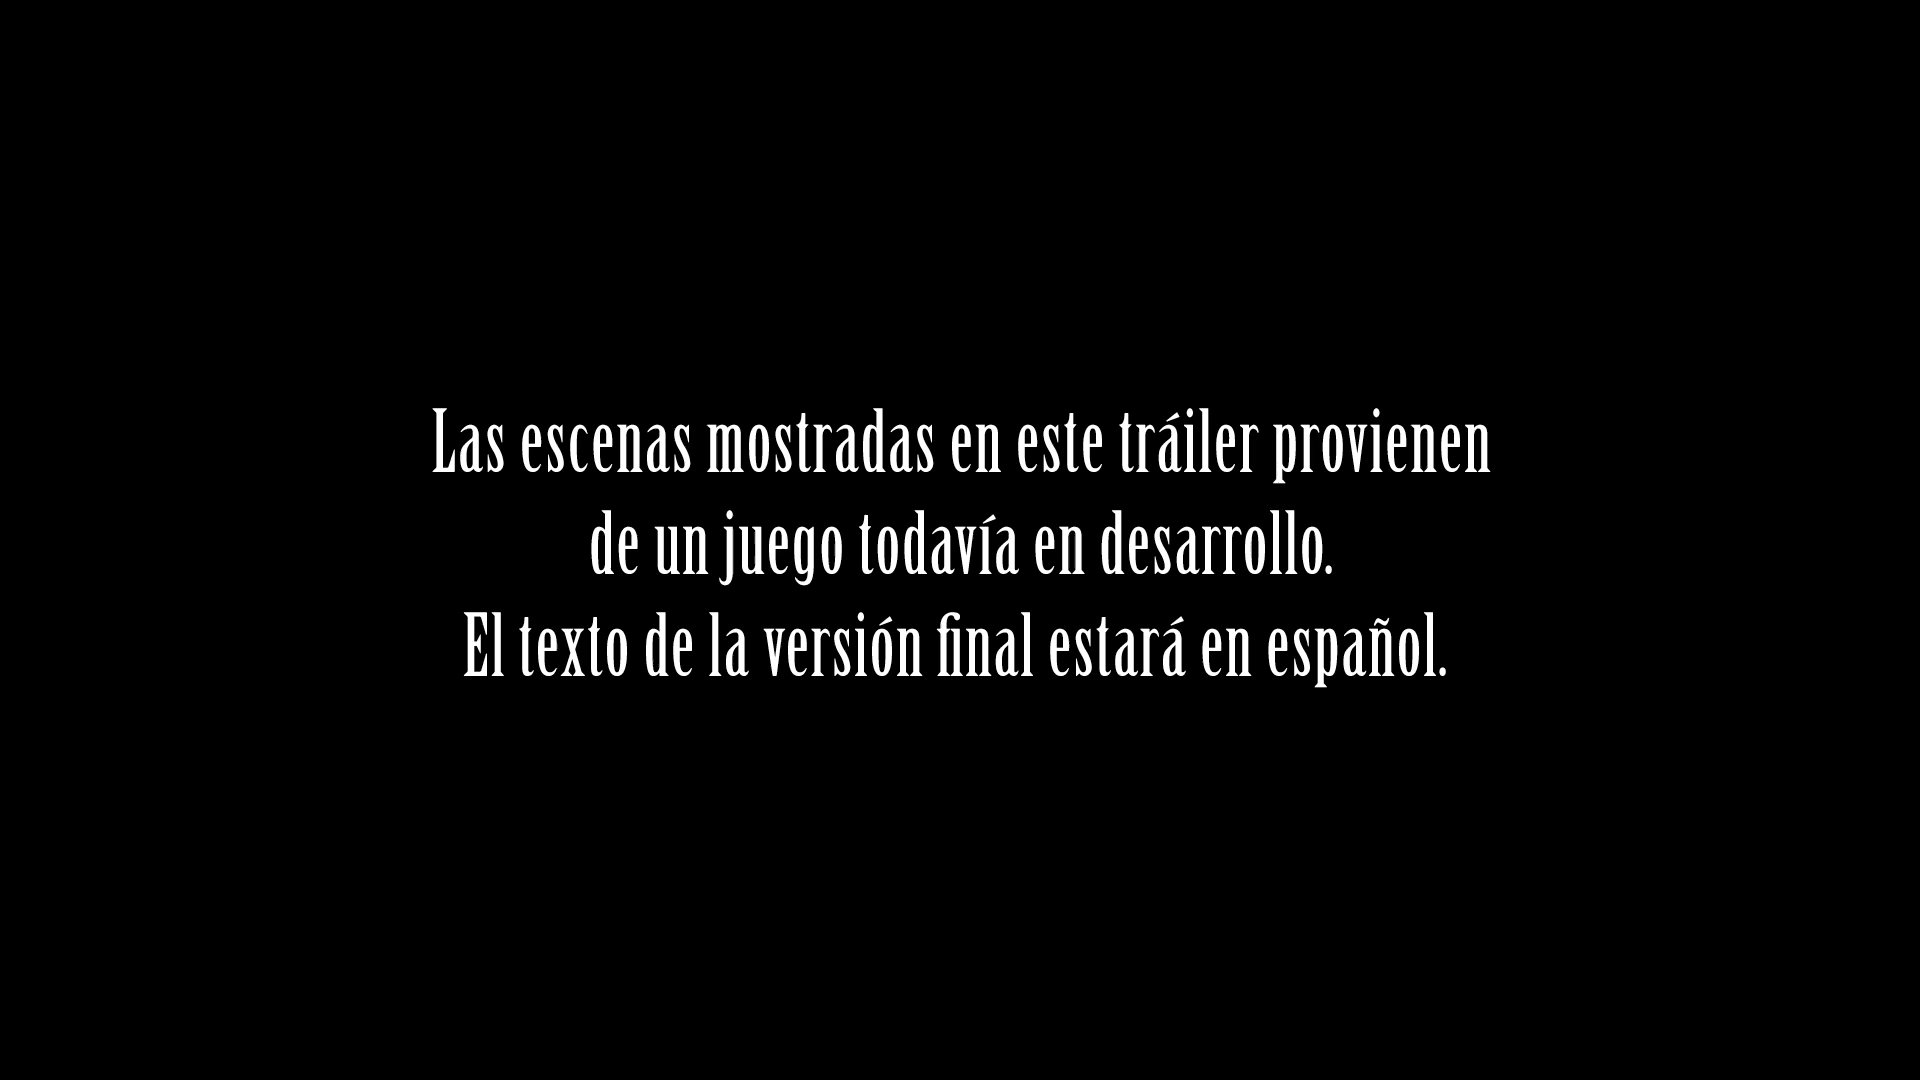 Las escenas mostradas en este tráiler provienen
de un juego todavía en desarrollo.
El texto de la versión final estará en español.